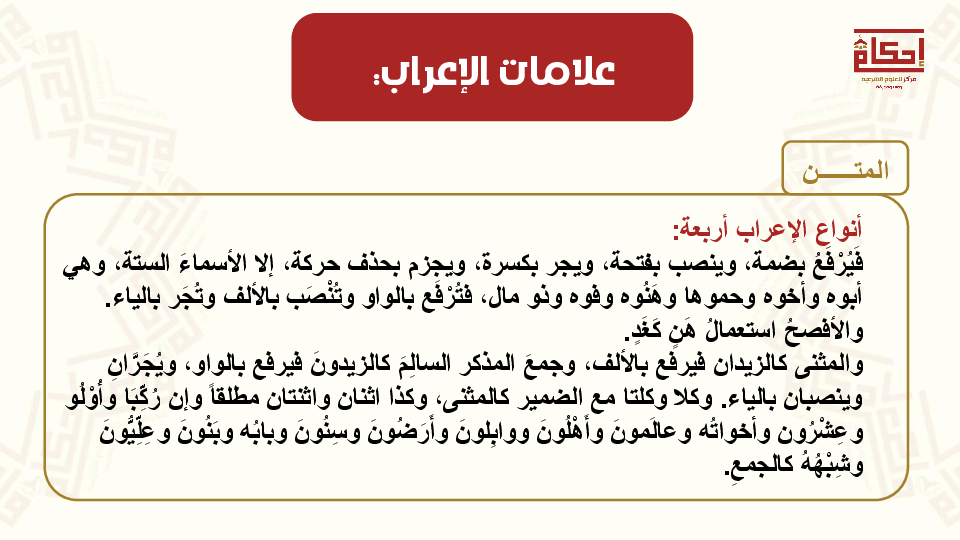 علامات الإعراب:
إحكام
مركز للعلوم الشرعية
المتــــن
أنواع الإعراب أربعة:
فَيُرْفَعُ بضمة، وينصب بفتحة، ويجر بكسرة، ويجزم بحذف حركة، إلا الأسماءَ الستة، وهي
أبوه وأخوه وحموها وهَنُوه وفوه وذو مال، فتُرْفَع بالواو وتُنْصَب بالألف وتُجَر بالياء.
والأفصحُ استعمالُ هَنٍ كَغَدٍ.
والمثنى كالزيدان فيرفع بالألف، وجمعَ المذكر السالِمَ كالزيدونَ فيرفع بالواو، ويُجَرَّانِ
وينصبان بالياء. وكلا وكلتا مع الضمير كالمثنى، وكذا اثنان واثنتان مطلقاً وإن رُكِّبَا وأُوْلُو
وعِشْرُون وأخواتُه وعالَمونَ وأَهْلُونَ ووابِلونَ وأَرَضُونَ وسِنُونَ وبابُه وبَنُونَ وعِلِّيُّونَ
وشِبْهُهُ كالجمعِ.